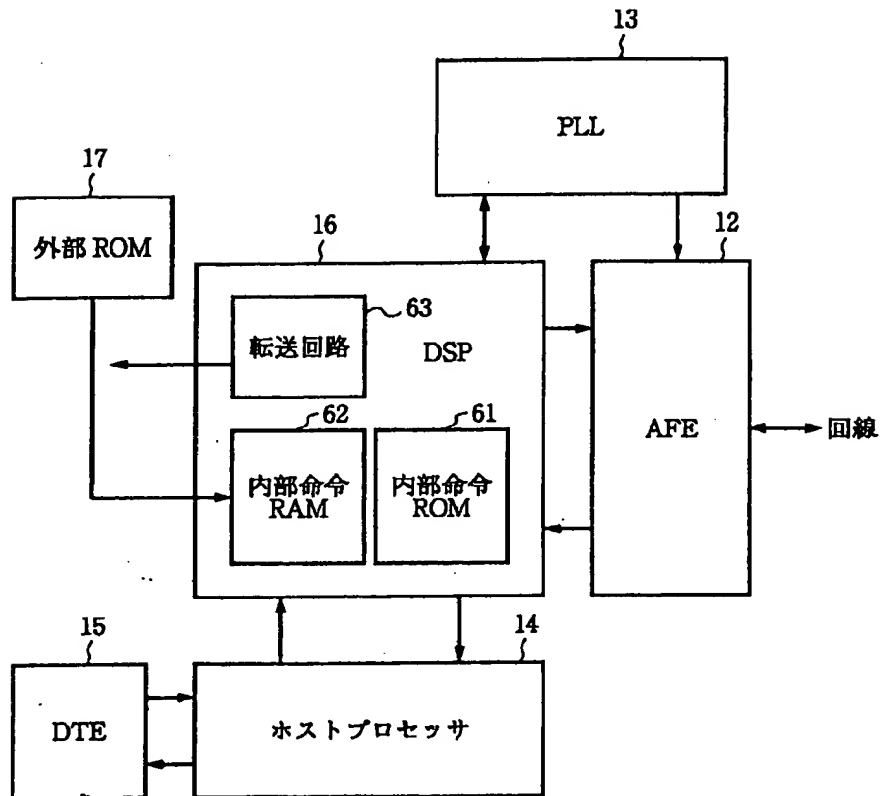 13
PLL
17
外部 ROM
16
12
転送回路
63
DSP
62
61
内部命令
RAM
内部命令
ROM
AFE
回線
15
14
DTE
ホストプロセッサ